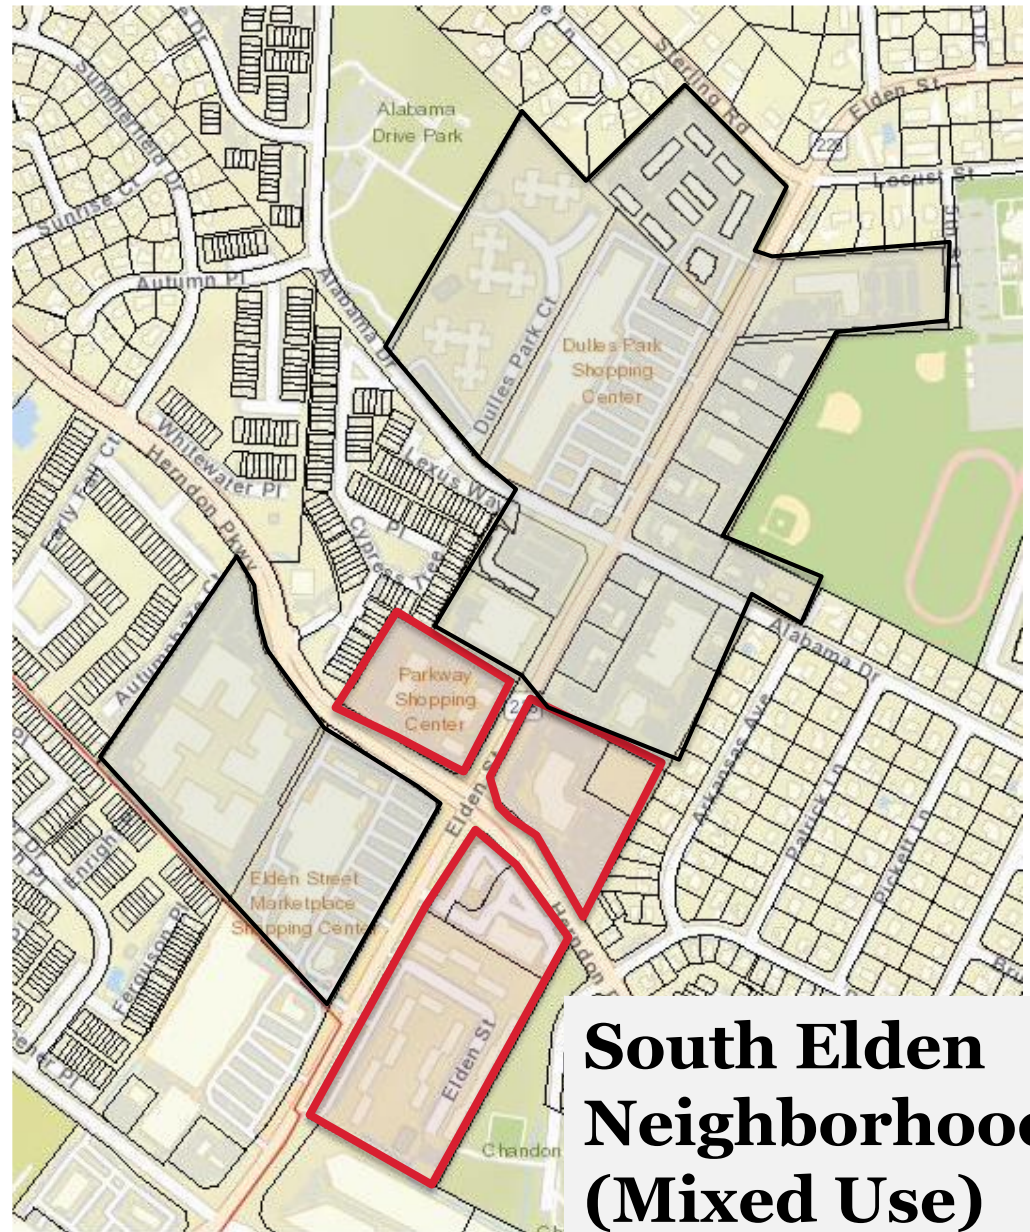 Sterling Rd
Alabama
Drive Park
Elden St
228
Locust St
Summerfield Dr
Sunrise Ct
Autumn Pl
Alabama Dr
Dulles Park Ct
Dulles Park
Shopping
Center
Whitewater Pl
Herndon Pkwy
Lexus Way
Early Fall Ct
Cypress Tree
Pl
Alabama Dr
Parkway
Shopping
Center
Elden St
Arkansas Ave
Patrick Ln
Pickett Ln
Elden Street
Marketplace
Shopping Center
Ferguson Pl
Herndon
Elden St
Chandon
South Elden
Neighborhoo
(Mixed Use)